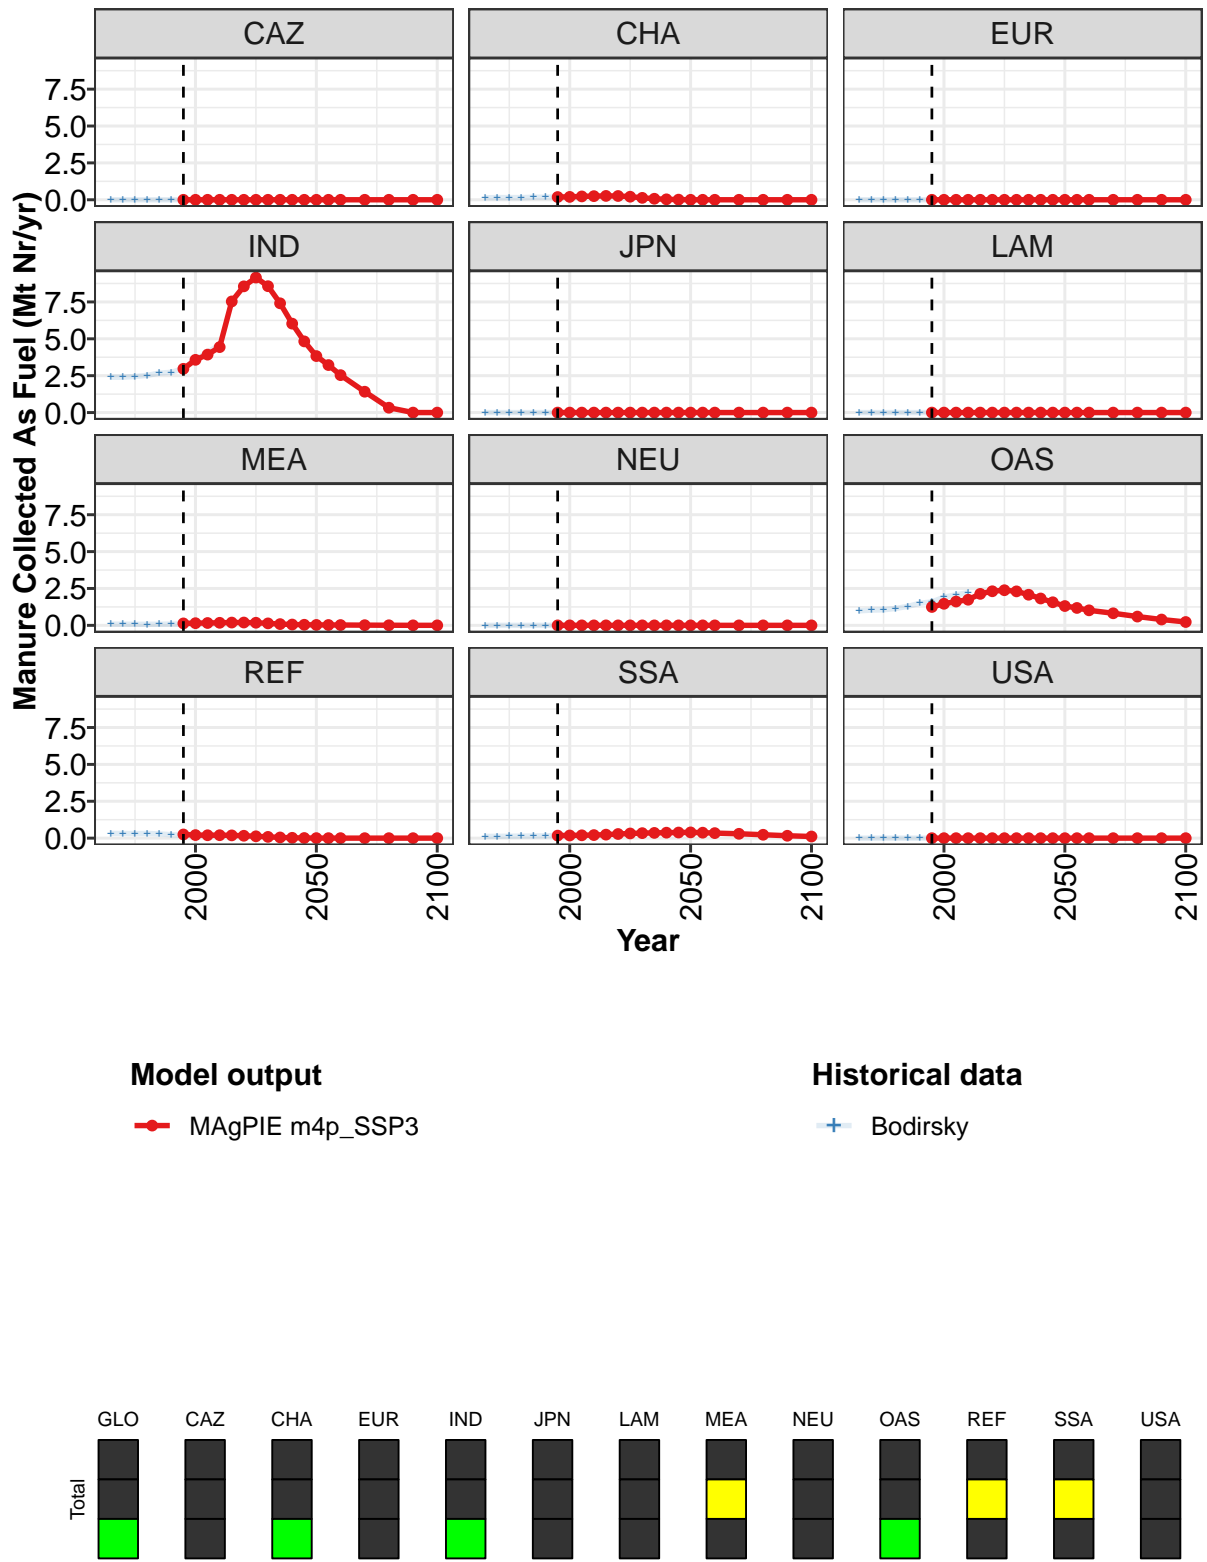 CAZ CHA EUR
7.5
5.0
2.5
0.0
IND JPN LAM
7.5
5.0
2.5
0.0
Manure Collected As Fuel (Mt Nr/yr)
MEA NEU OAS
7.5
5.0
2.5
0.0
REF SSA USA
7.5
5.0
2.5
0.0
2000 2050 2100 2000 2050 2100 2000 2050 2100
Year
Model output
MAgPIE m4p_SSP3
Historical data
Bodirsky
GLO CAZ CHA EUR IND JPN LAM MEA NEU OAS REF SSA USA
Total